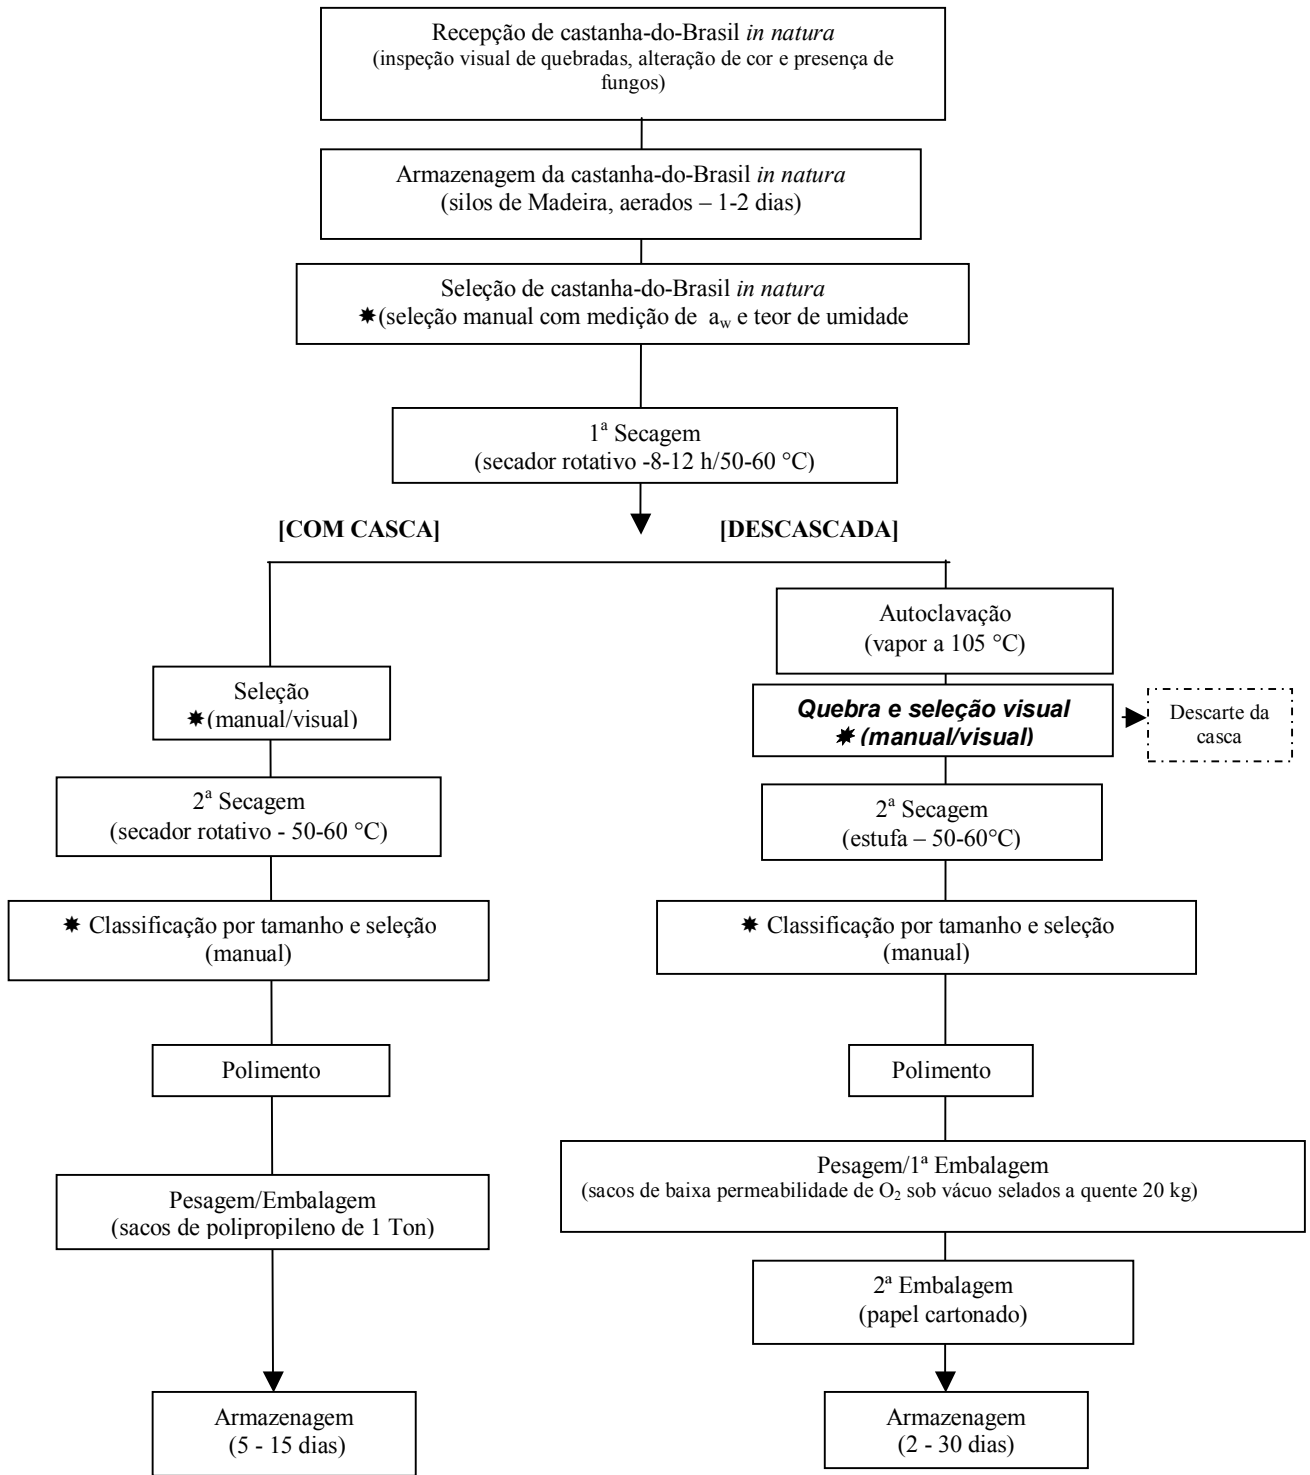 Recepção de castanha-do-Brasil in natura
(inspeção visual de quebradas, alteração de cor e presença de
fungos)
Armazenagem da castanha-do-Brasil in natura
(silos de Madeira, aerados – 1-2 dias)
Seleção de castanha-do-Brasil in natura
✷(seleção manual com medição de aw e teor de umidade
1ª Secagem
(secador rotativo -8-12 h/50-60 °C)
[COM CASCA]
[DESCASCADA]
Seleção
✷(manual/visual)
2ª Secagem
(secador rotativo - 50-60 °C)
✷ Classificação por tamanho e seleção
(manual)
Polimento
Pesagem/Embalagem
(sacos de polipropileno de 1 Ton)
Armazenagem
(5 - 15 dias)
Autoclavação
(vapor a 105 °C)
Quebra e seleção visual
✷ (manual/visual)
Descarte da
casca
2ª Secagem
(estufa – 50-60°C)
✷ Classificação por tamanho e seleção
(manual)
Polimento
Pesagem/1ª Embalagem
(sacos de baixa permeabilidade de O₂ sob vácuo selados a quente 20 kg)
2ª Embalagem
(papel cartonado)
Armazenagem
(2 - 30 dias)